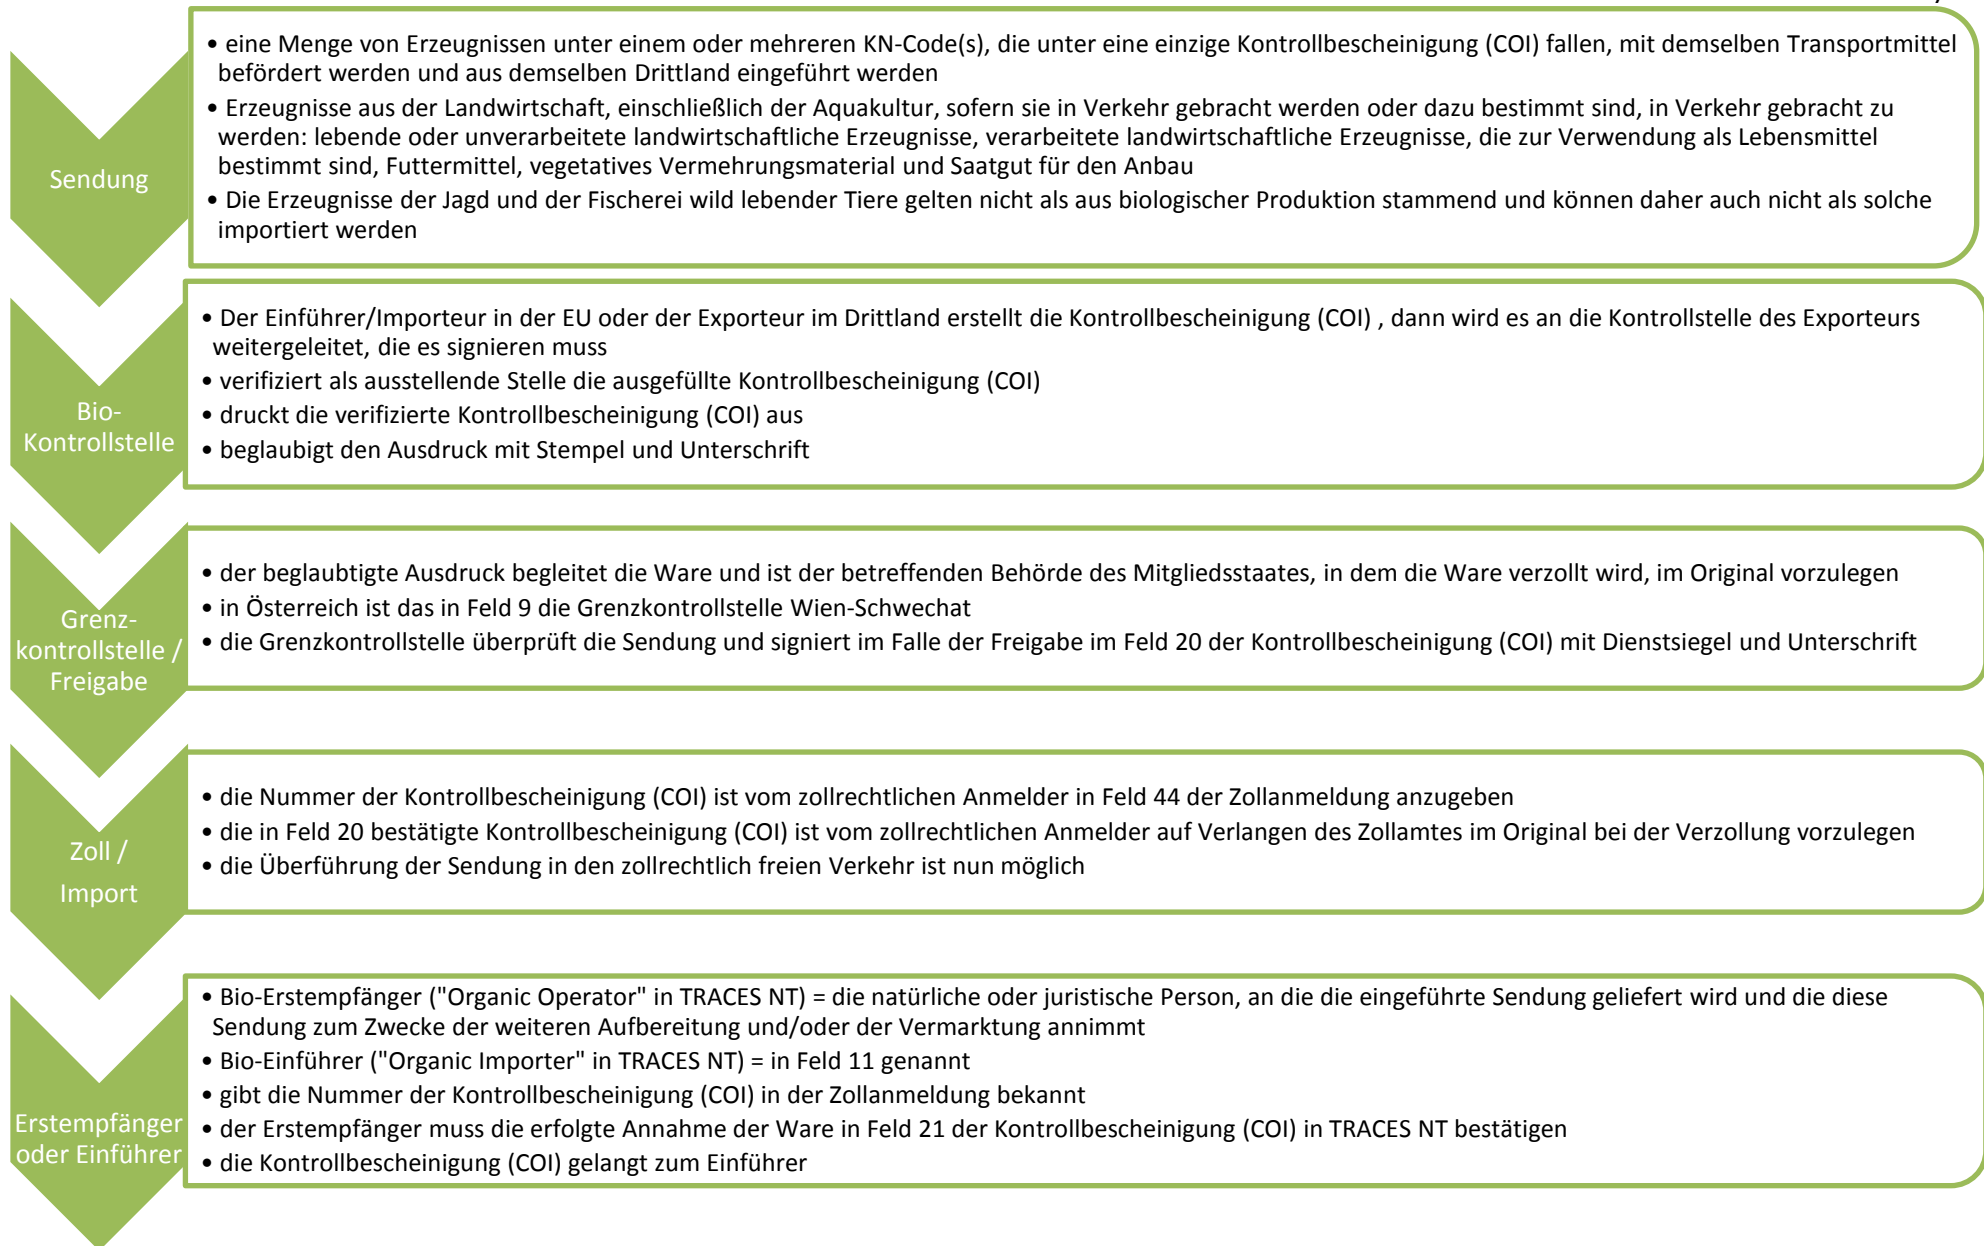 • eine Menge von Erzeugnissen unter einem oder mehreren KN-Code(s), die unter eine einzige Kontrollbescheinigung (COI) fallen, mit demselben Transportmittel
befördert werden und aus demselben Drittland eingeführt werden
• Erzeugnisse aus der Landwirtschaft, einschließlich der Aquakultur, sofern sie in Verkehr gebracht werden oder dazu bestimmt sind, in Verkehr gebracht zu
werden: lebende oder unverarbeitete landwirtschaftliche Erzeugnisse, verarbeitete landwirtschaftliche Erzeugnisse, die zur Verwendung als Lebensmittel
bestimmt sind, Futtermittel, vegetatives Vermehrungsmaterial und Saatgut für den Anbau
Sendung
• Die Erzeugnisse der Jagd und der Fischerei wild lebender Tiere gelten nicht als aus biologischer Produktion stammend und können daher auch nicht als solche
importiert werden
• Der Einführer/Importeur in der EU oder der Exporteur im Drittland erstellt die Kontrollbescheinigung (COI) , dann wird es an die Kontrollstelle des Exporteurs
weitergeleitet, die es signieren muss
• verifiziert als ausstellende Stelle die ausgefüllte Kontrollbescheinigung (COI)
• druckt die verifizierte Kontrollbescheinigung (COI) aus
• beglaubigt den Ausdruck mit Stempel und Unterschrift
Bio-
Kontrollstelle
• der beglaubtigte Ausdruck begleitet die Ware und ist der betreffenden Behörde des Mitgliedsstaates, in dem die Ware verzollt wird, im Original vorzulegen
• in Österreich ist das in Feld 9 die Grenzkontrollstelle Wien-Schwechat
• die Grenzkontrollstelle überprüft die Sendung und signiert im Falle der Freigabe im Feld 20 der Kontrollbescheinigung (COI) mit Dienstsiegel und Unterschrift
Grenz-
kontrollstelle /
Freigabe
• die Nummer der Kontrollbescheinigung (COI) ist vom zollrechtlichen Anmelder in Feld 44 der Zollanmeldung anzugeben
• die in Feld 20 bestätigte Kontrollbescheinigung (COI) ist vom zollrechtlichen Anmelder auf Verlangen des Zollamtes im Original bei der Verzollung vorzulegen
• die Überführung der Sendung in den zollrechtlich freien Verkehr ist nun möglich
Zoll /
Import
• Bio-Erstempfänger ("Organic Operator" in TRACES NT) = die natürliche oder juristische Person, an die die eingeführte Sendung geliefert wird und die diese
Sendung zum Zwecke der weiteren Aufbereitung und/oder der Vermarktung annimmt
• Bio-Einführer ("Organic Importer" in TRACES NT) = in Feld 11 genannt
• gibt die Nummer der Kontrollbescheinigung (COI) in der Zollanmeldung bekannt
• der Erstempfänger muss die erfolgte Annahme der Ware in Feld 21 der Kontrollbescheinigung (COI) in TRACES NT bestätigen
• die Kontrollbescheinigung (COI) gelangt zum Einführer
Erstempfänger
oder Einführer